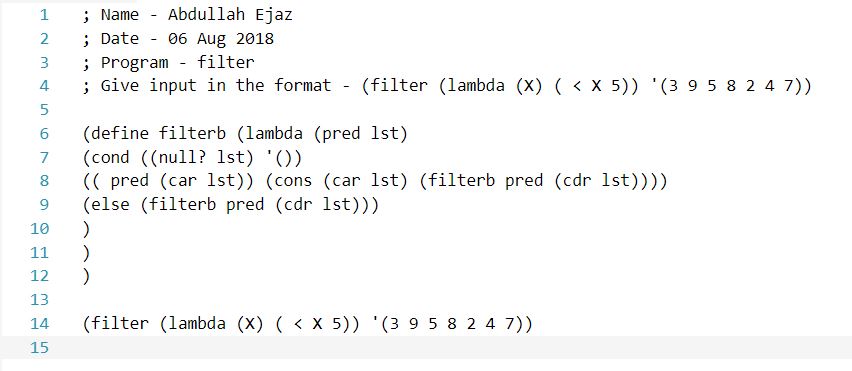 1 ; Name - Abdullah Ejaz
2 ; Date - 06 Aug 2018
3 ; Program - filter
4 ; Give input in the format - (filter (lambda (X) ( < X 5)) '(3 9 5 8 2 4 7))
5
6 (define filterb (lambda (pred lst)
7 (cond ((null? lst) '())
8 (( pred (car lst)) (cons (car lst) (filterb pred (cdr lst))))
9 (else (filterb pred (cdr lst)))
10 )
11 )
12 )
13
14 (filter (lambda (X) ( < X 5)) '(3 9 5 8 2 4 7))
15